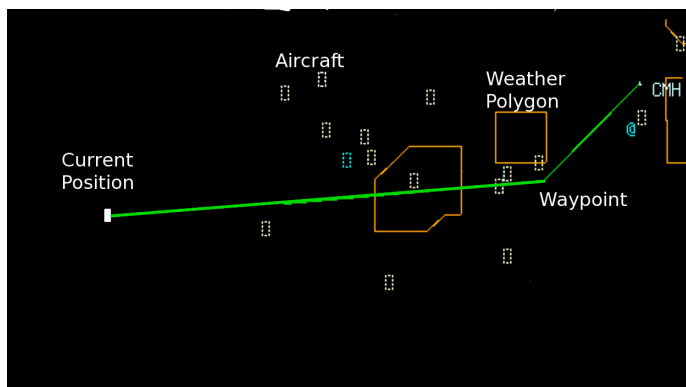 Aircraft
Weather
Polygon
CMH
@
Current
Position
Waypoint